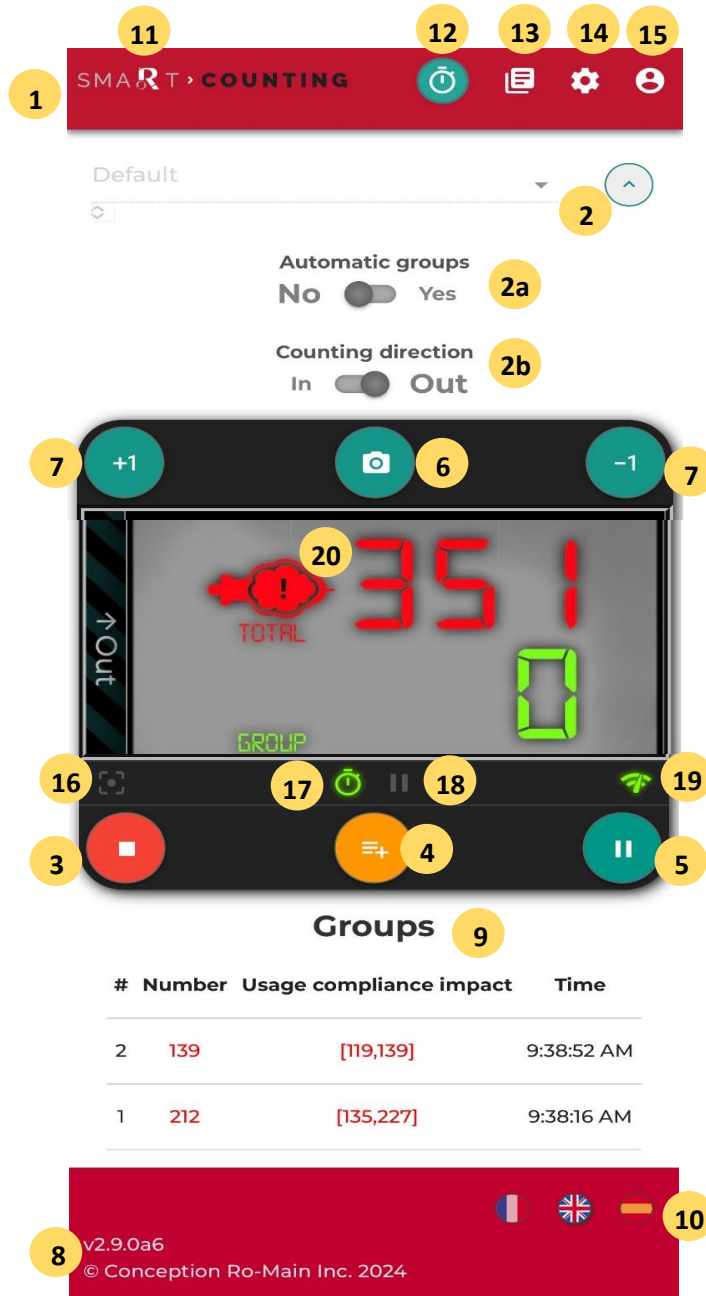 11 12 13 14 15
1 SMART›COUNTING
Default
2
Automatic groups
No Yes 2a
Counting direction
In Out 2b
7 +1 6 −1 7
20 351
TOTAL
→Out
0
GROUP
16 17 18 19
3 4 5
Groups 9
# Number Usage compliance impact Time
2 139 [119,139] 9:38:52 AM
1 212 [135,227] 9:38:16 AM
10
v2.9.0a6
8
© Conception Ro-Main Inc. 2024